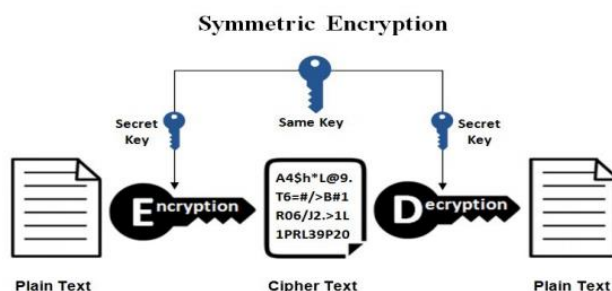 Symmetric Encryption
Secret
Key
Same Key
Secret
Key
A4$h*L@9.
T6=#/>B#1
R06/J2.>1L
1PRL39P20
Encryption
Decryption
Plain Text
Cipher Text
Plain Text